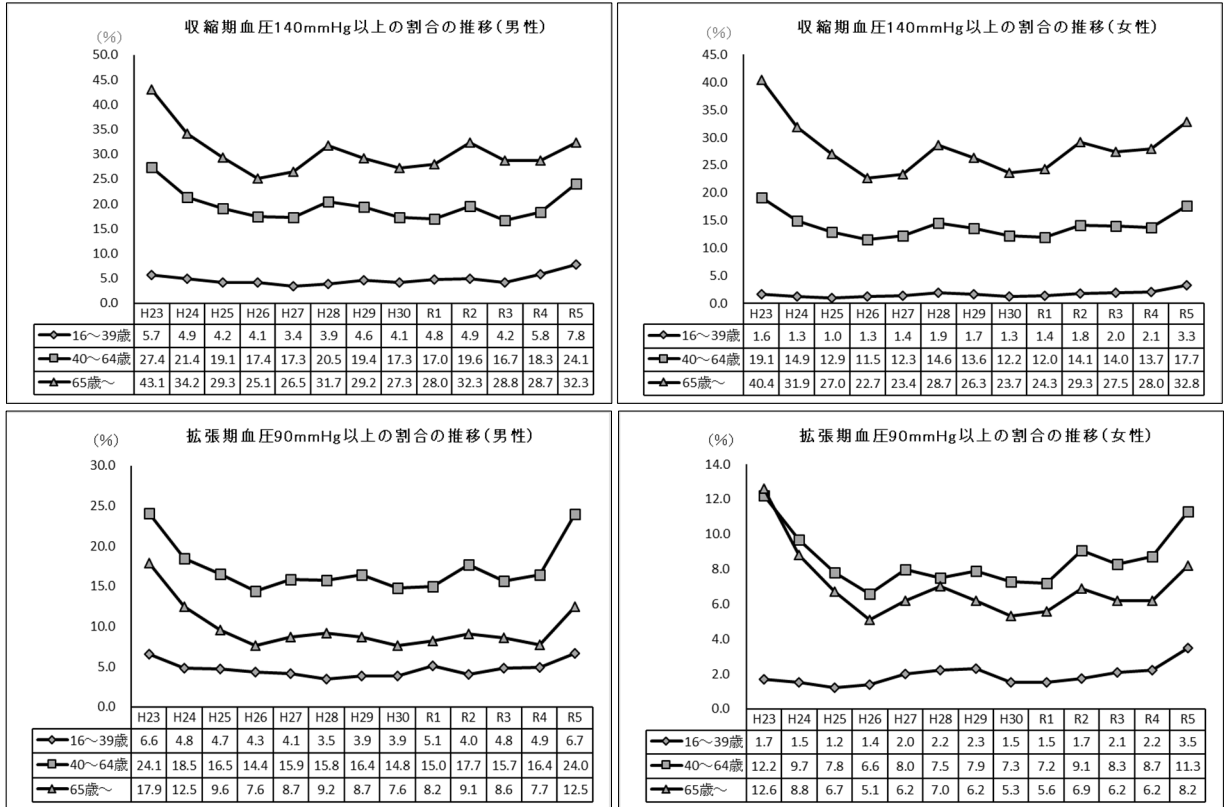 収縮期血圧140mmHg以上の割合の推移(男性)
(%)
50.0
45.0
40.0
35.0
30.0
25.0
20.0
15.0
10.0
5.0
0.0
H23 H24 H25 H26 H27 H28 H29 H30 R1 R2 R3 R4 R5
16～39歳 5.7 4.9 4.2 4.1 3.4 3.9 4.6 4.1 4.8 4.9 4.2 5.8 7.8
40～64歳 27.4 21.4 19.1 17.4 17.3 20.5 19.4 17.3 17.0 19.6 16.7 18.3 24.1
65歳～ 43.1 34.2 29.3 25.1 26.5 31.7 29.2 27.3 28.0 32.3 28.8 28.7 32.3
収縮期血圧140mmHg以上の割合の推移(女性)
(%)
45.0
40.0
35.0
30.0
25.0
20.0
15.0
10.0
5.0
0.0
H23 H24 H25 H26 H27 H28 H29 H30 R1 R2 R3 R4 R5
16～39歳 1.6 1.3 1.0 1.3 1.4 1.9 1.7 1.3 1.4 1.8 2.0 2.1 3.3
40～64歳 19.1 14.9 12.9 11.5 12.3 14.6 13.6 12.2 12.0 14.1 14.0 13.7 17.7
65歳～ 40.4 31.9 27.0 22.7 23.4 28.7 26.3 23.7 24.3 29.3 27.5 28.0 32.8
拡張期血圧90mmHg以上の割合の推移(男性)
(%)
30.0
25.0
20.0
15.0
10.0
5.0
0.0
H23 H24 H25 H26 H27 H28 H29 H30 R1 R2 R3 R4 R5
16～39歳 6.6 4.8 4.7 4.3 4.1 3.5 3.9 3.9 5.1 4.0 4.8 4.9 6.7
40～64歳 24.1 18.5 16.5 14.4 15.9 15.8 16.4 14.8 15.0 17.7 15.7 16.4 24.0
65歳～ 17.9 12.5 9.6 7.6 8.7 9.2 8.7 7.6 8.2 9.1 8.6 7.7 12.5
拡張期血圧90mmHg以上の割合の推移(女性)
(%)
14.0
12.0
10.0
8.0
6.0
4.0
2.0
0.0
H23 H24 H25 H26 H27 H28 H29 H30 R1 R2 R3 R4 R5
16～39歳 1.7 1.5 1.2 1.4 2.0 2.2 2.3 1.5 1.5 1.7 2.1 2.2 3.5
40～64歳 12.2 9.7 7.8 6.6 8.0 7.5 7.9 7.3 7.2 9.1 8.3 8.7 11.3
65歳～ 12.6 8.8 6.7 5.1 6.2 7.0 6.2 5.3 5.6 6.9 6.2 6.2 8.2